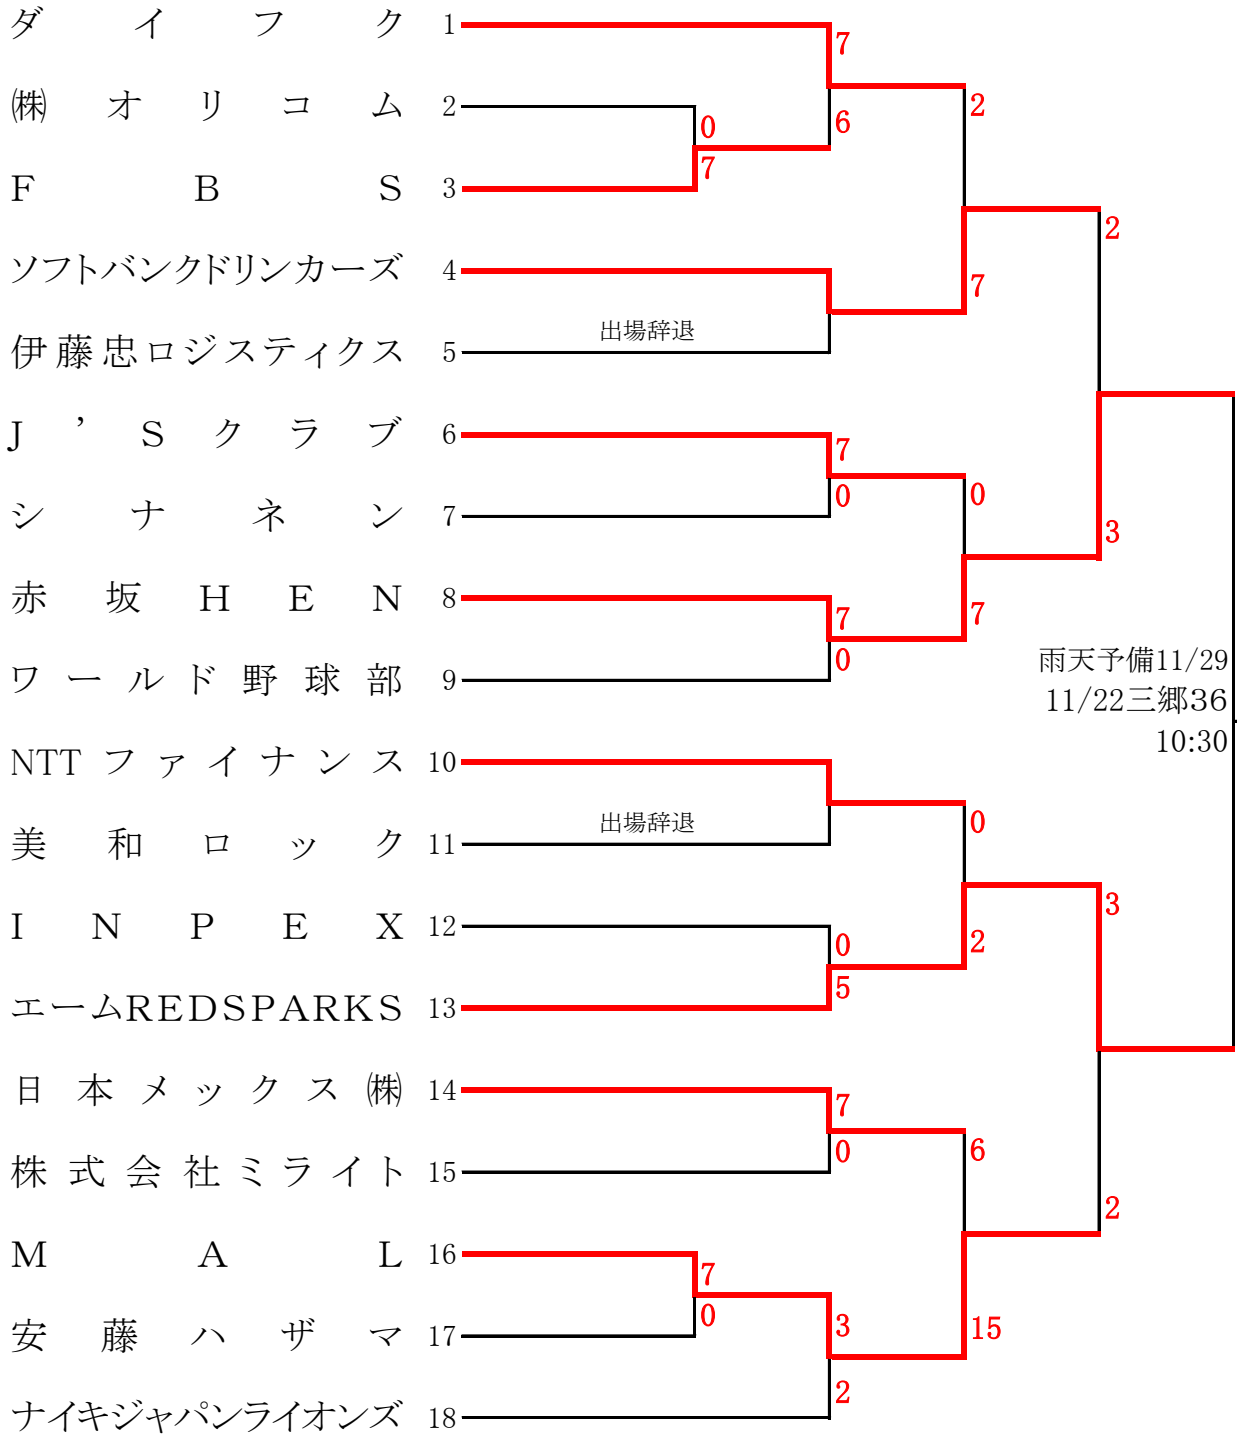 ダイフク 1
7
㈱オリコム 2
2
0
6
7
FBS 3
2
ソフトバンクドリンカーズ 4
7
出場辞退
伊藤忠ロジスティクス 5
J’Sクラブ 6
7
0
0
シナネン 7
3
赤坂HEN 8
7
7
0
ワールド野球部 9
雨天予備11/29
11/22三郷36
10:30
NTTファイナンス 10
0
出場辞退
美和ロック 11
3
INPEX 12
0
2
5
エームREDSPARKS 13
日本メックス㈱ 14
7
0
6
株式会社ミライト 15
2
MAL 16
7
0
3
15
安藤ハザマ 17
2
ナイキジャパンライオンズ 18